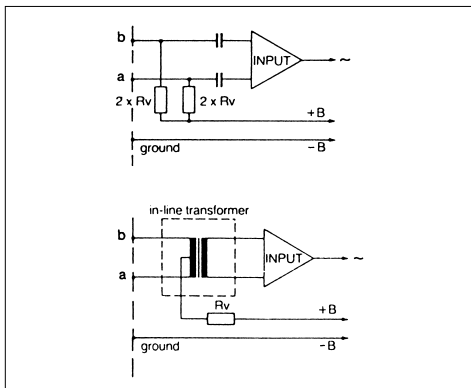 b
INPUT
~
a
2 x Rv
2 x Rv
+B
ground
-B
in-line transformer
b
INPUT
~
a
Rv
+B
ground
-B